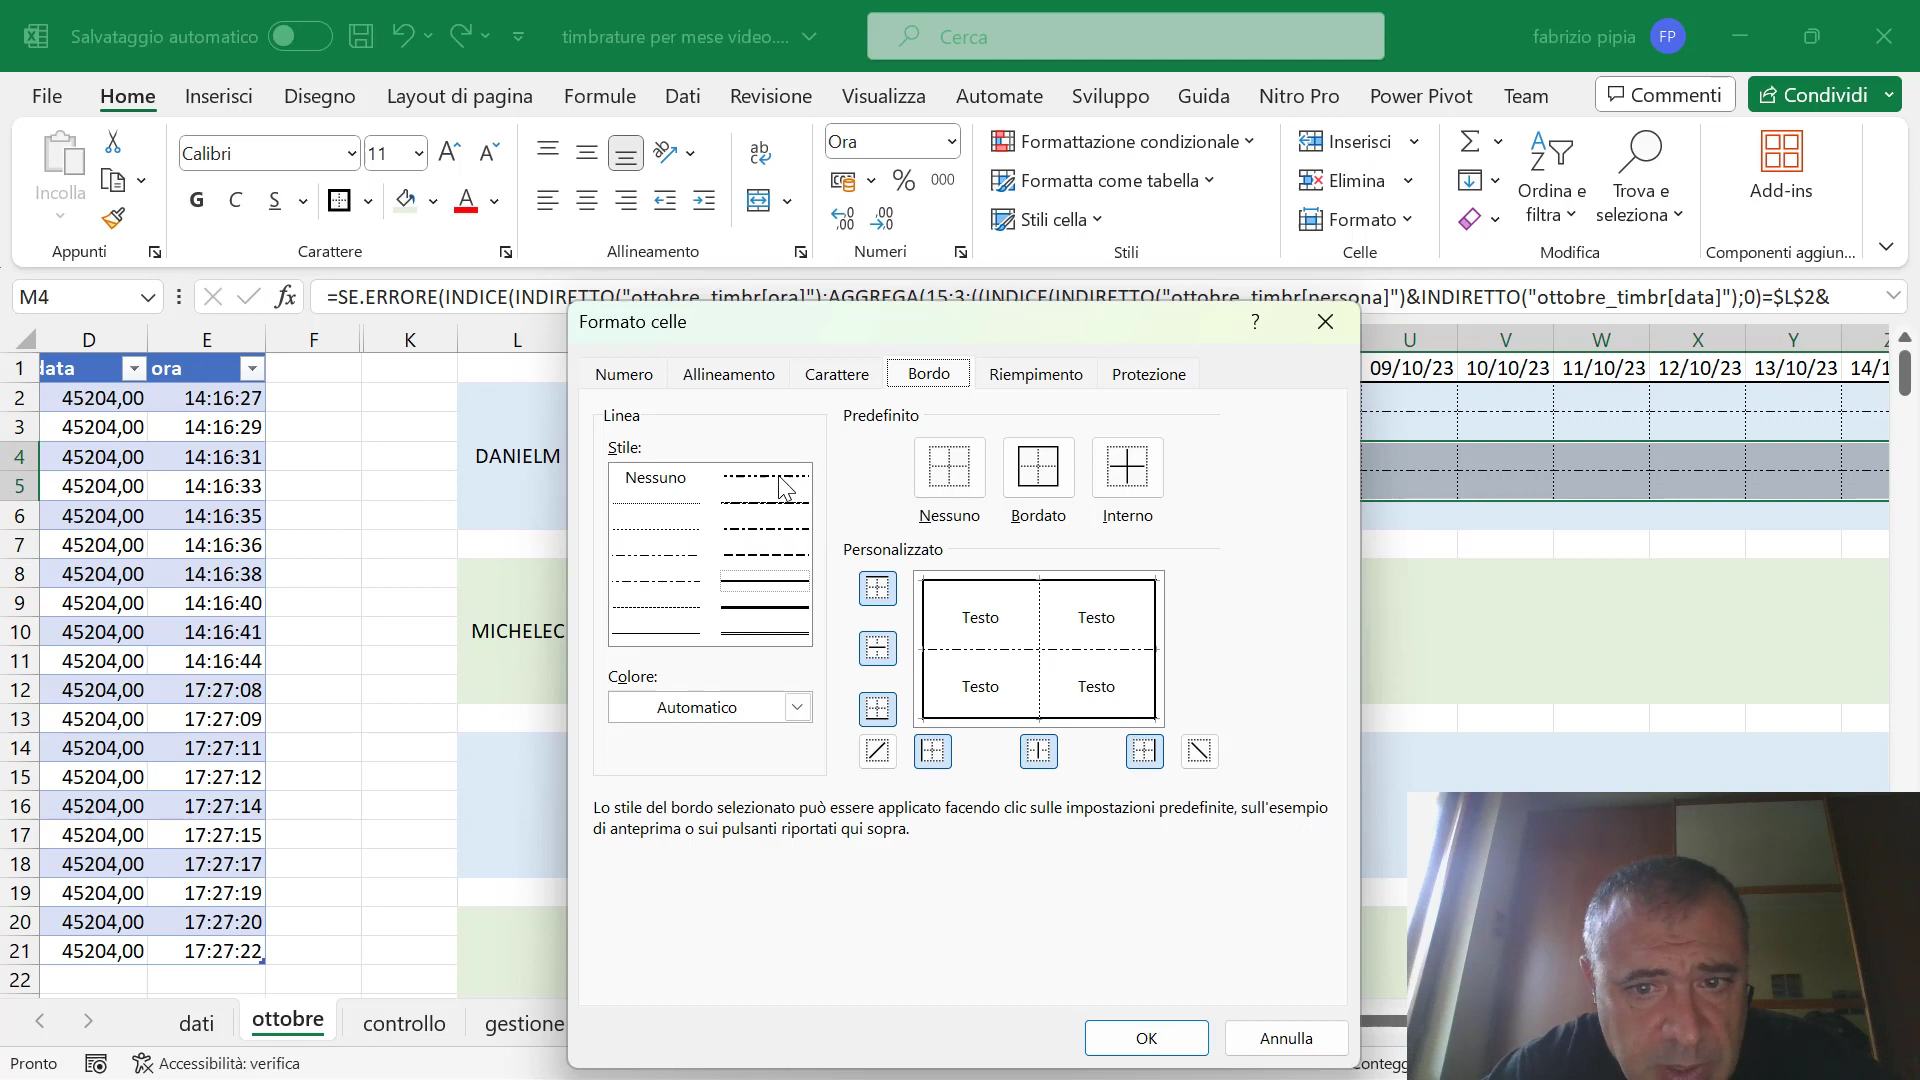 Salvataggio automatico
timbrature per mese video....
Cerca
fabrizio pipia FP
File Home Inserisci Disegno Layout di pagina Formule Dati Revisione Visualizza Automate Sviluppo Guida Nitro Pro Power Pivot Team Commenti Condividi
Incolla
Calibri 11
G C S
A A
ab
Ora
% 000
Formattazione condizionale
Formatta come tabella
Stili cella
Inserisci
Elimina
Formato
Ordina e filtra
Trova e seleziona
Add-ins
Appunti Carattere Allineamento Numeri Stili Celle Modifica Componenti aggiun...
M4 fx =SE.ERRORE(INDICE(INDIRETTO("ottobre_timbr[ora]");AGGREGA(15;3;((INDICE(INDIRETTO("ottobre_timbr[persona]")&INDIRETTO("ottobre_timbr[data]");0)=$L$2&
D E F K L U V W X Y Z
1 data ora 09/10/23 10/10/23 11/10/23 12/10/23 13/10/23 14/1
2 45204,00 14:16:27
3 45204,00 14:16:29
4 45204,00 14:16:31 DANIELM
5 45204,00 14:16:33
6 45204,00 14:16:35
7 45204,00 14:16:36
8 45204,00 14:16:38
9 45204,00 14:16:40
10 45204,00 14:16:41 MICHELEC
11 45204,00 14:16:44
12 45204,00 17:27:08
13 45204,00 17:27:09
14 45204,00 17:27:11
15 45204,00 17:27:12
16 45204,00 17:27:14
17 45204,00 17:27:15
18 45204,00 17:27:17
19 45204,00 17:27:19
20 45204,00 17:27:20
21 45204,00 17:27:22
22
Formato celle ?
Numero Allineamento Carattere Bordo Riempimento Protezione
Linea
Stile:
Nessuno
Colore:
Automatico
Predefinito
Nessuno Bordato Interno
Personalizzato
Testo Testo
Testo Testo
Lo stile del bordo selezionato può essere applicato facendo clic sulle impostazioni predefinite, sull'esempio
di anteprima o sui pulsanti riportati qui sopra.
OK Annulla
dati ottobre controllo gestione
Pronto Accessibilità: verifica
Contegg